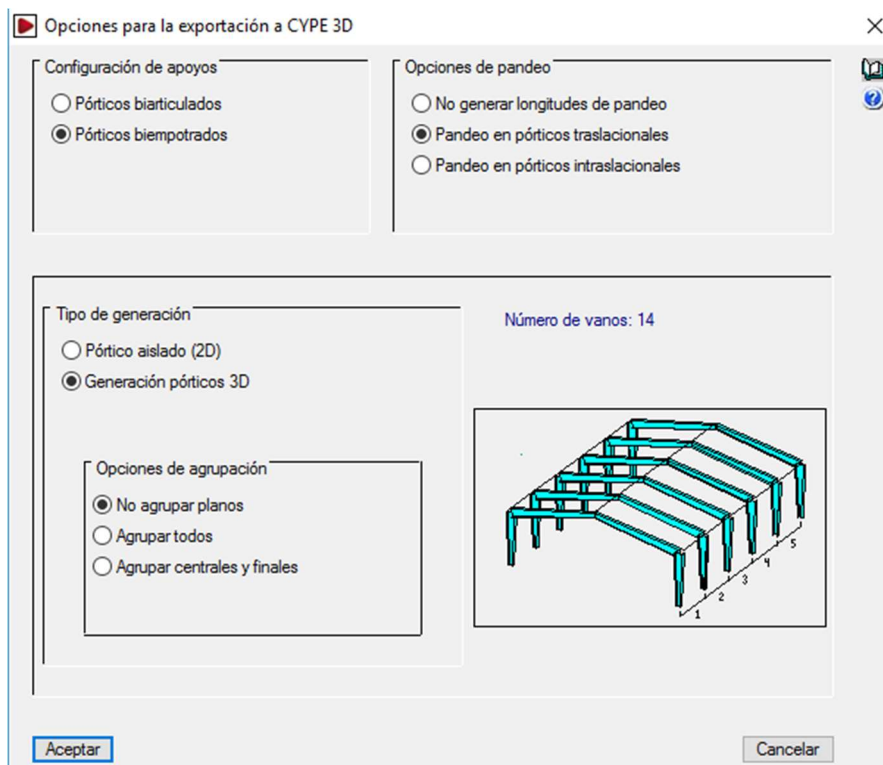 Opciones para la exportación a CYPE 3D
Configuración de apoyos
Pórticos biarticulados
Pórticos biempotrados
Opciones de pandeo
No generar longitudes de pandeo
Pandeo en pórticos traslacionales
Pandeo en pórticos intraslacionales
Tipo de generación
Pórtico aislado (2D)
Generación pórticos 3D
Opciones de agrupación
No agrupar planos
Agrupar todos
Agrupar centrales y finales
Número de vanos: 14
1
2
3
4
5
Aceptar
Cancelar